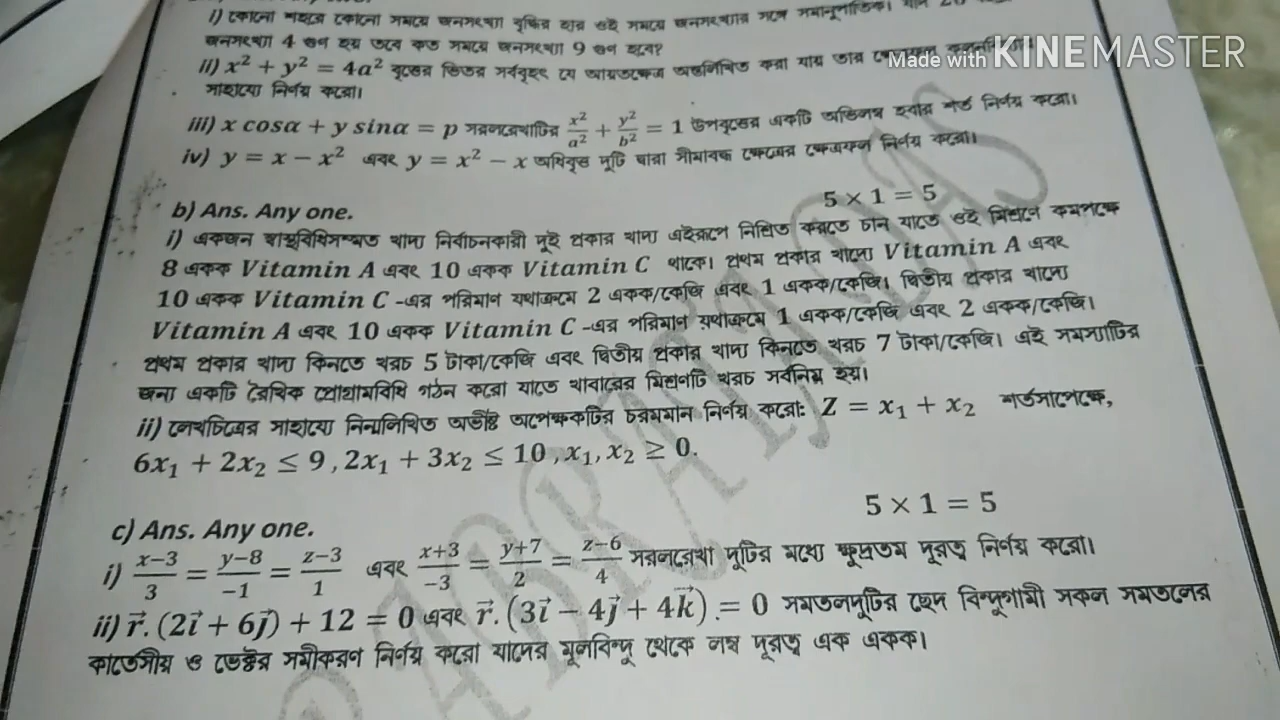 i) কোনো শহরে কোনো সময়ে জনসংখ্যা বৃদ্ধির হার ওই সময়ে জনসংখ্যার সঙ্গে সমানুপাতিক। যদি 20
জনসংখ্যা 4 গুণ হয় তবে কত সময়ে জনসংখ্যা 9 গুণ হবে?
Made with KINEMASTER
ii) x² + y² = 4a² বৃত্তের ভিতর সর্ববৃহৎ যে আয়তক্ষেত্র অন্তর্লিখিত করা যায় তার
সাহায্যে নির্ণয় করো।
iii) x cosα + y sinα = p সরলরেখাটির x²/a² + y²/b² = 1 উপবৃত্তের একটি অভিলম্ব হবার শর্ত নির্ণয় করো।
iv) y = x − x² এবং y = x² − x অধিবৃত্ত দুটি দ্বারা সীমাবদ্ধ ক্ষেত্রের ক্ষেত্রফল নির্ণয় করো।
b) Ans. Any one. 5 × 1 = 5
i) একজন স্বাস্থ্যবিধিসম্মত খাদ্য নির্বাচনকারী দুই প্রকার খাদ্য এইরূপে মিশ্রিত করতে চান যাতে ওই মিশ্রণে কমপক্ষে
8 একক Vitamin A এবং 10 একক Vitamin C থাকে। প্রথম প্রকার খাদ্যে Vitamin A এবং
10 একক Vitamin C -এর পরিমাণ যথাক্রমে 2 একক/কেজি এবং 1 একক/কেজি। দ্বিতীয় প্রকার খাদ্যে
Vitamin A এবং 10 একক Vitamin C -এর পরিমাণ যথাক্রমে 1 একক/কেজি এবং 2 একক/কেজি।
প্রথম প্রকার খাদ্য কিনতে খরচ 5 টাকা/কেজি এবং দ্বিতীয় প্রকার খাদ্য কিনতে খরচ 7 টাকা/কেজি। এই সমস্যাটির
জন্য একটি রৈখিক প্রোগ্রামবিধি গঠন করো যাতে খাবারের মিশ্রণটি খরচ সর্বনিম্ন হয়।
ii) লেখচিত্রের সাহায্যে নিম্নলিখিত অভীষ্ট অপেক্ষকটির চরমমান নির্ণয় করো: Z = x₁ + x₂ শর্তসাপেক্ষে,
6x₁ + 2x₂ ≤ 9 , 2x₁ + 3x₂ ≤ 10 , x₁, x₂ ≥ 0.
c) Ans. Any one. 5 × 1 = 5
i) x−3/3 = y−8/−1 = z−3/1 এবং x+3/−3 = y+7/2 = z−6/4 সরলরেখা দুটির মধ্যে ক্ষুদ্রতম দূরত্ব নির্ণয় করো।
ii) r⃗. (2i⃗ + 6j⃗) + 12 = 0 এবং r⃗. (3i⃗ − 4j⃗ + 4k⃗) = 0 সমতলদুটির ছেদ বিন্দুগামী সকল সমতলের
কার্তেসীয় ও ভেক্টর সমীকরণ নির্ণয় করো যাদের মূলবিন্দু থেকে লম্ব দূরত্ব এক একক।